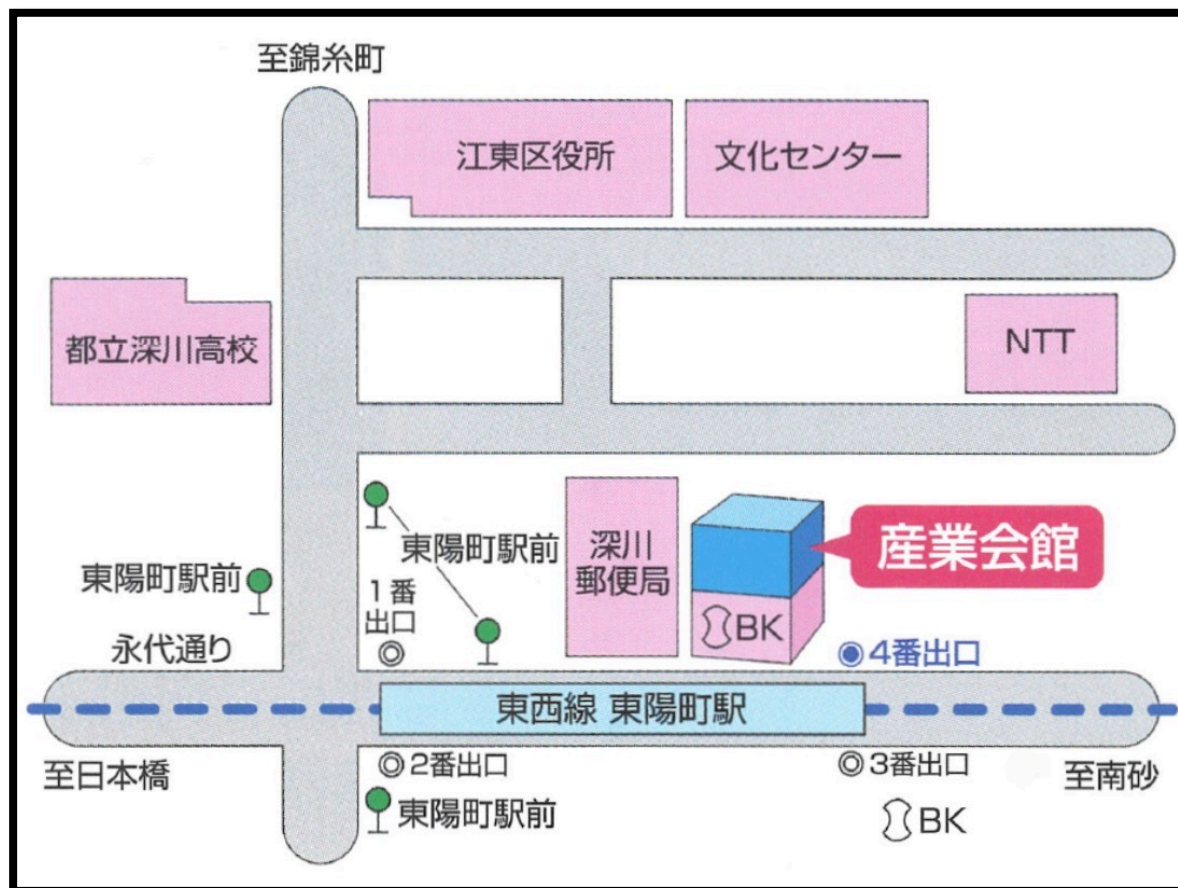 至錦糸町
江東区役所
文化センター
都立深川高校
NTT
東陽町駅前
東陽町駅前
1番
出口
深川
郵便局
産業会館
BK
永代通り
4番出口
東西線 東陽町駅
至日本橋
2番出口
3番出口
至南砂
東陽町駅前
BK